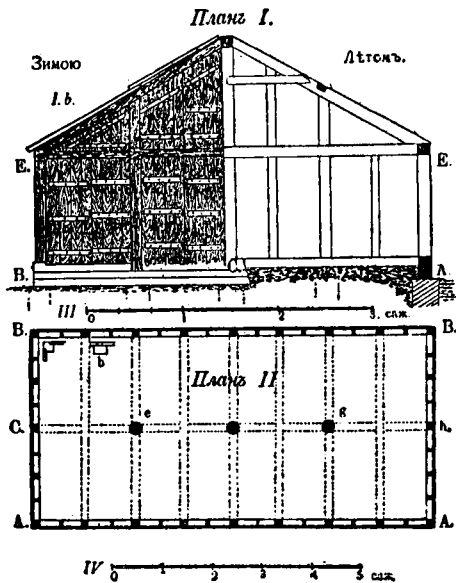 Планъ I.
Зимою
Лѣтомъ.
I. b.
E.
E.
B.
A.
III 0 1 2 3. саж.
B.
B.
b
Планъ II
e
g
C.
h.
A.
A.
IV 0 1 2 3 4 5 саж.